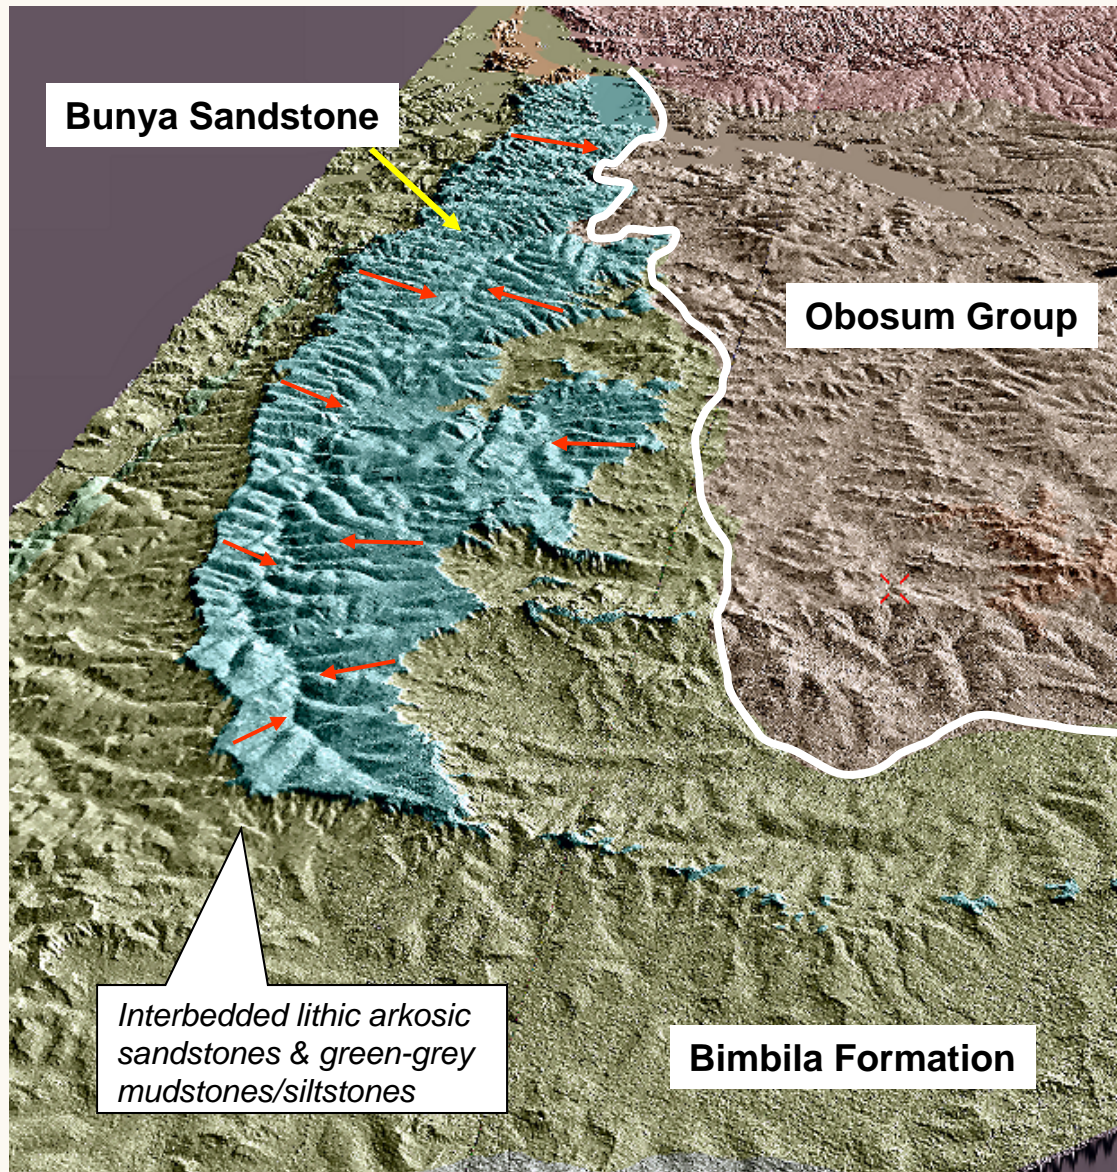 Bunya Sandstone
Obosum Group
Interbedded lithic arkosic
sandstones & green-grey
mudstones/siltstones
Bimbila Formation